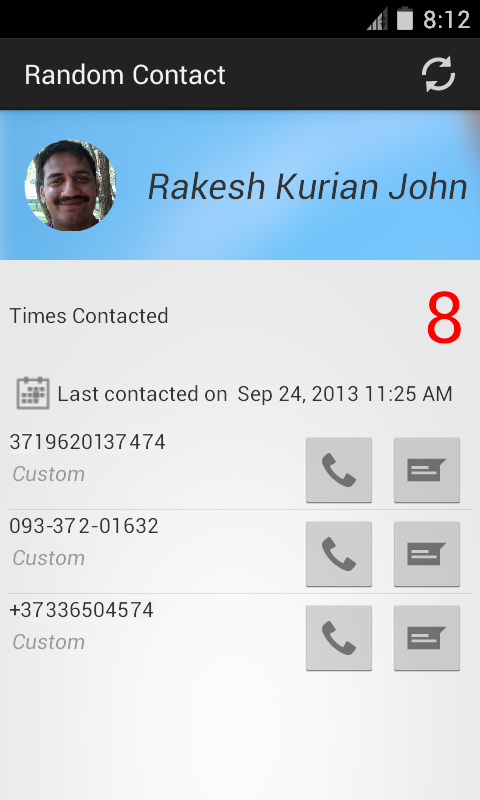 8:12
Random Contact
Rakesh Kurian John
Times Contacted 8
Last contacted on Sep 24, 2013 11:25 AM
3719620137474
Custom
093-372-01632
Custom
+37336504574
Custom